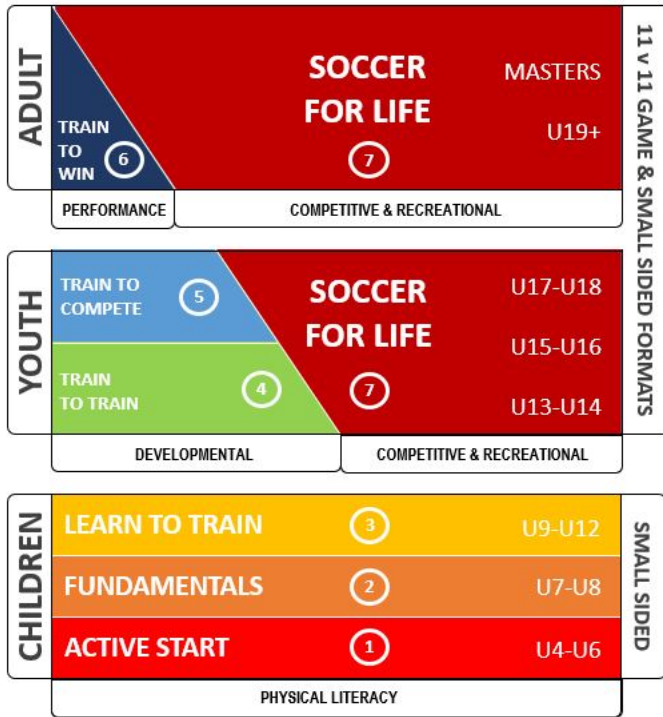 ADULT
TRAIN
TO
WIN
6
SOCCER
FOR LIFE
7
MASTERS
U19+
PERFORMANCE
COMPETITIVE & RECREATIONAL
11 v 11 GAME & SMALL SIDED FORMATS
YOUTH
TRAIN TO
COMPETE
5
TRAIN
TO TRAIN
4
SOCCER
FOR LIFE
7
U17-U18
U15-U16
U13-U14
DEVELOPMENTAL
COMPETITIVE & RECREATIONAL
CHILDREN
LEARN TO TRAIN
3
U9-U12
FUNDAMENTALS
2
U7-U8
ACTIVE START
1
U4-U6
SMALL SIDED
PHYSICAL LITERACY